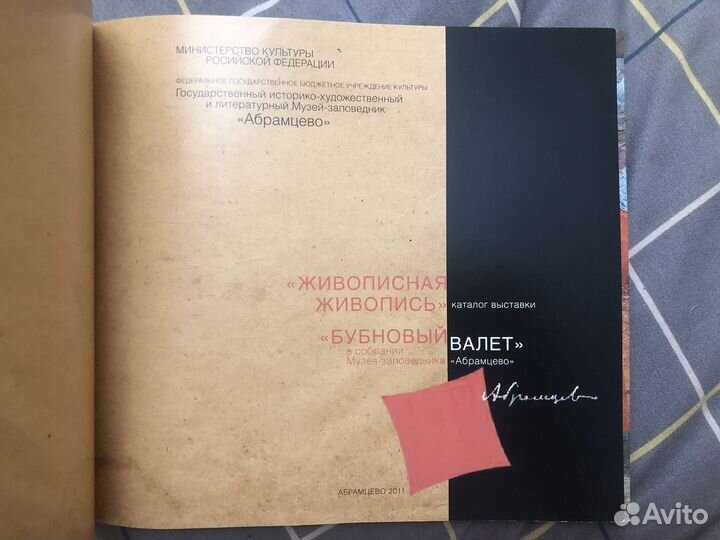 МИНИСТЕРСТВО КУЛЬТУРЫ
РОСИЙСКОЙ ФЕДЕРАЦИИ
ФЕДЕРАЛЬНОЕ ГОСУДАРСТВЕННОЕ БЮДЖЕТНОЕ УЧРЕЖДЕНИЕ КУЛЬТУРЫ
Государственный историко-художественный
и литературный Музей-заповедник
«Абрамцево»
«ЖИВОПИСНАЯ
ЖИВОПИСЬ» каталог выставки
«БУБНОВЫЙ ВАЛЕТ»
в собрании
Музея-заповедника «Абрамцево»
Абрамцево
АБРАМЦЕВО 2011
Avito